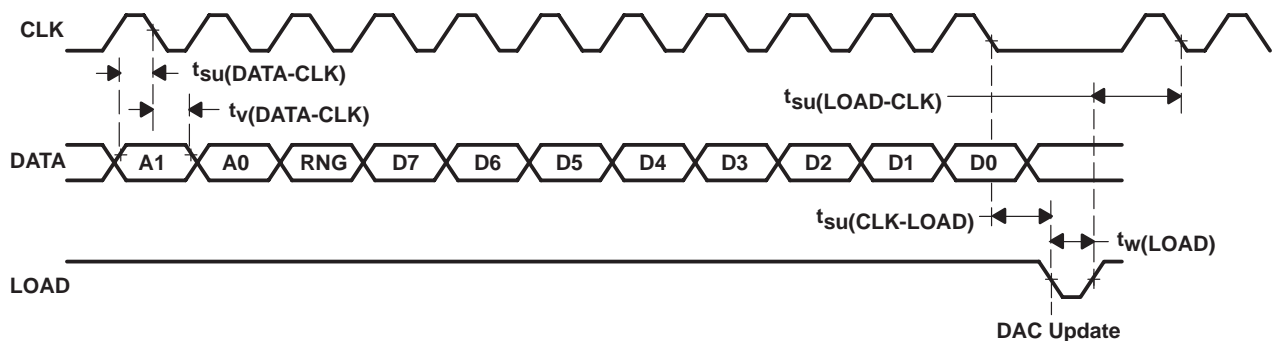 CLK
tsu(DATA-CLK)
tsu(LOAD-CLK)
tv(DATA-CLK)
DATA A1 A0 RNG D7 D6 D5 D4 D3 D2 D1 D0
tsu(CLK-LOAD)
tw(LOAD)
LOAD
DAC Update